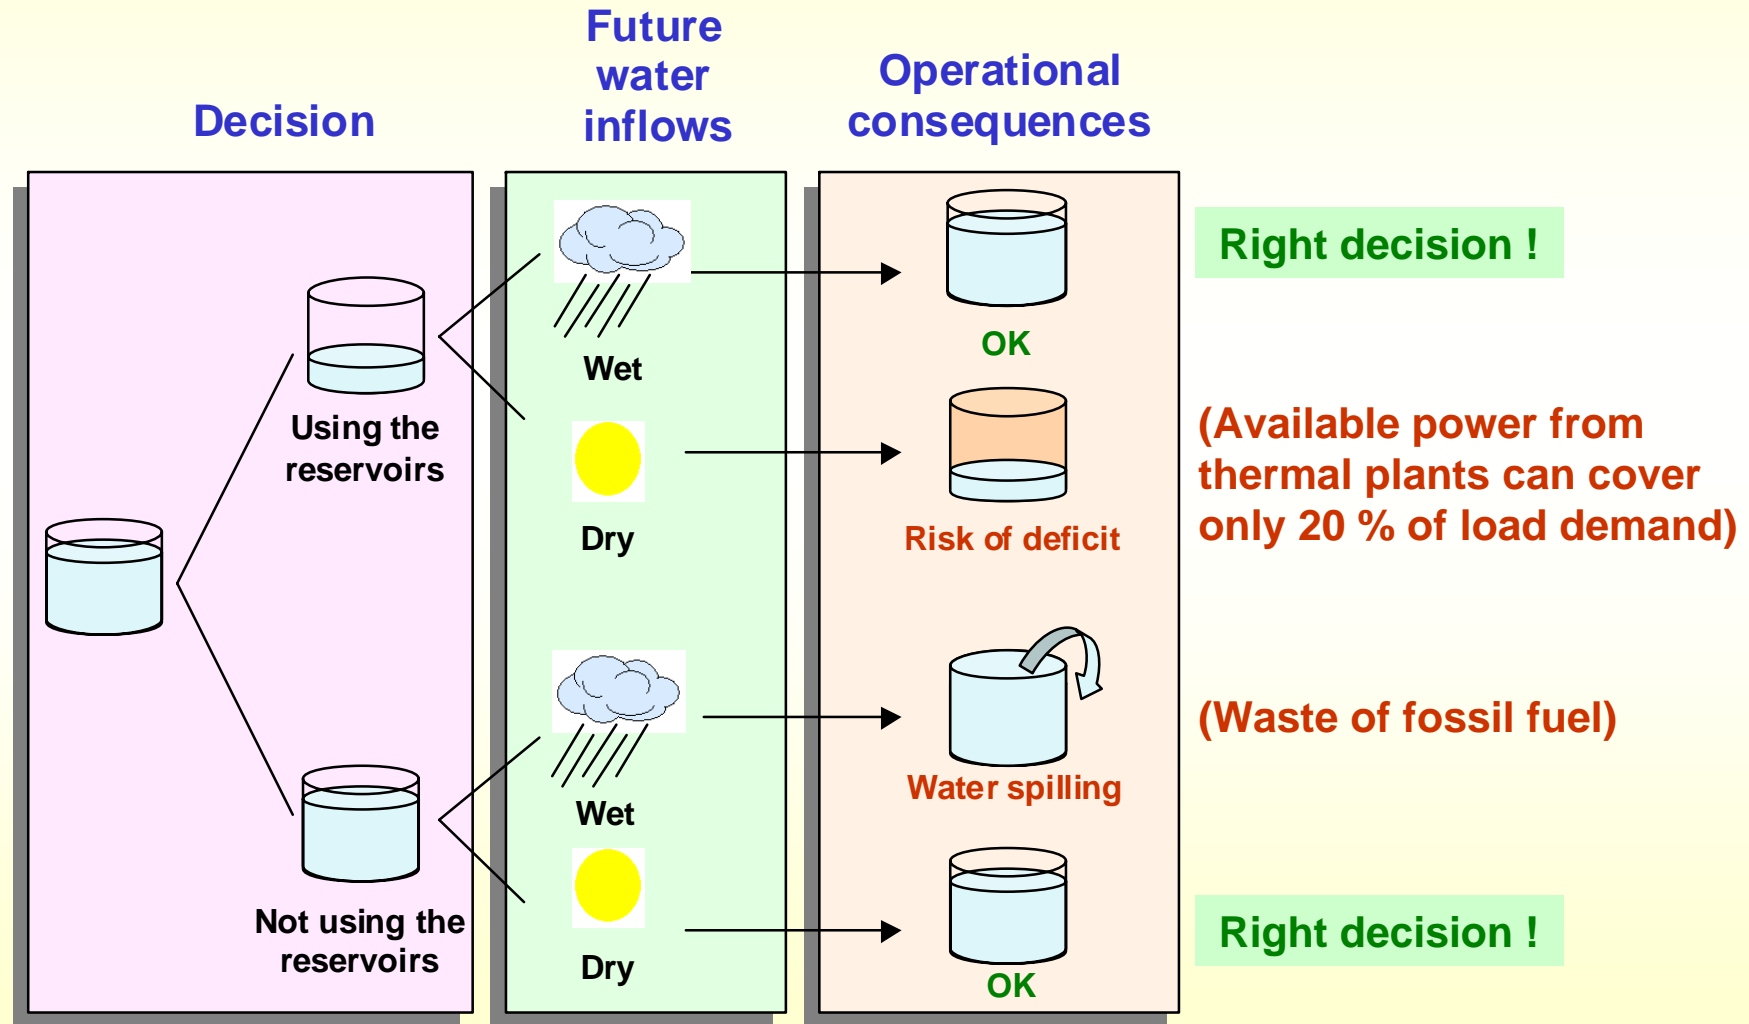 Decision
Future
water
inflows
Operational
consequences
Using the
reservoirs
Not using the
reservoirs
Wet
Dry
Wet
Dry
OK
Risk of deficit
Water spilling
OK
Right decision !
(Available power from
thermal plants can cover
only 20 % of load demand)
(Waste of fossil fuel)
Right decision !